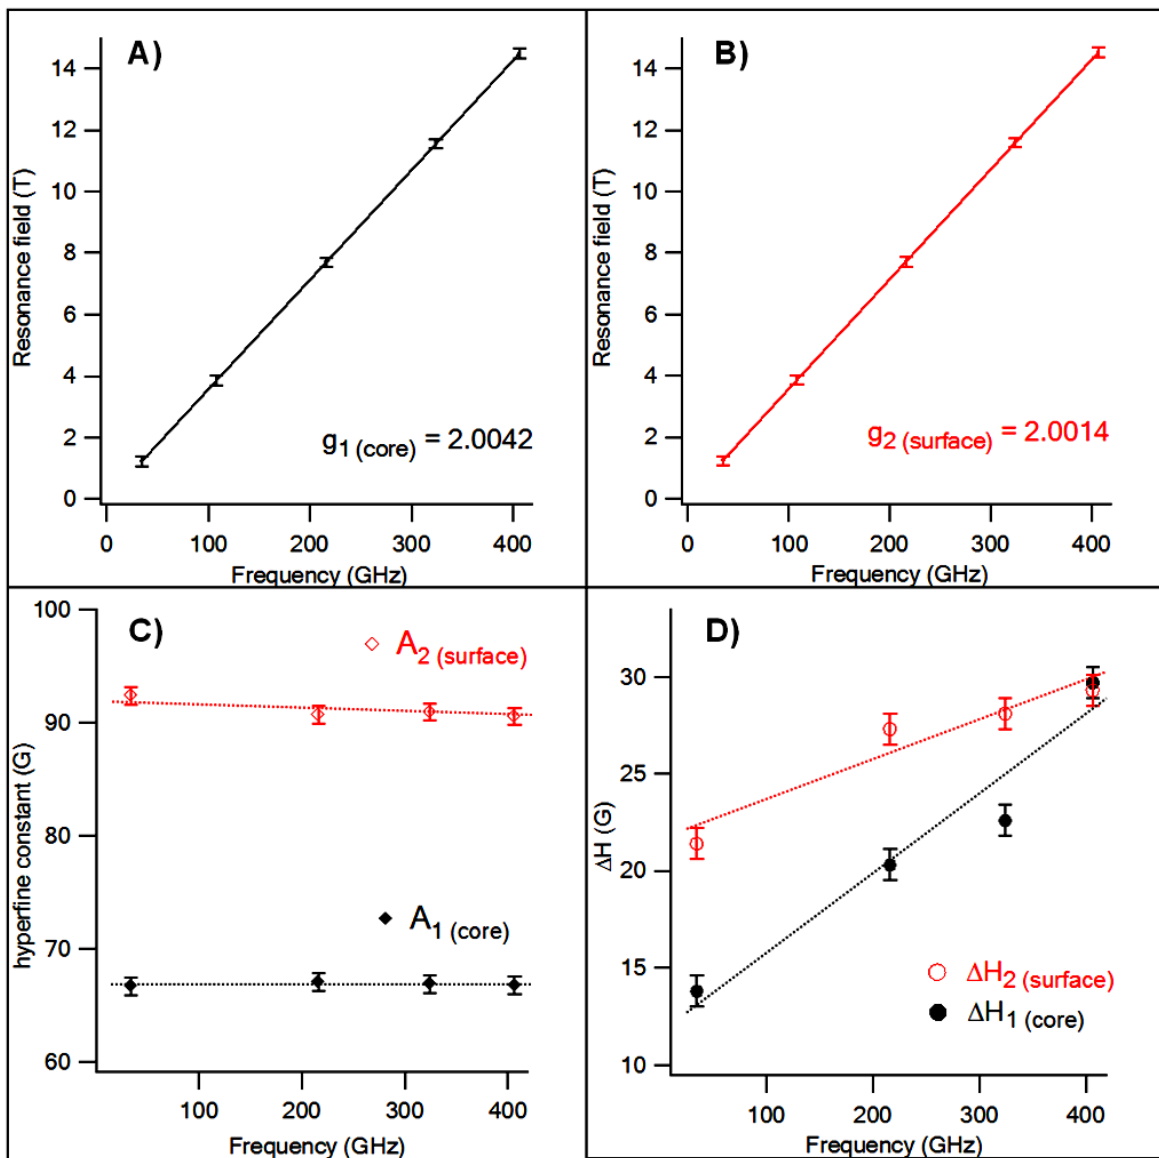 A)
14
12
10
8
6
4
2
0
Resonance field (T)
g1 (core) = 2.0042
0 100 200 300 400
Frequency (GHz)
B)
14
12
10
8
6
4
2
0
Resonance field (T)
g2 (surface) = 2.0014
0 100 200 300 400
Frequency (GHz)
C)
100
90
80
70
60
hyperfine constant (G)
A2 (surface)
A1 (core)
100 200 300 400
Frequency (GHz)
D)
30
25
20
15
10
ΔH (G)
ΔH2 (surface)
ΔH1 (core)
100 200 300 400
Frequency (GHz)